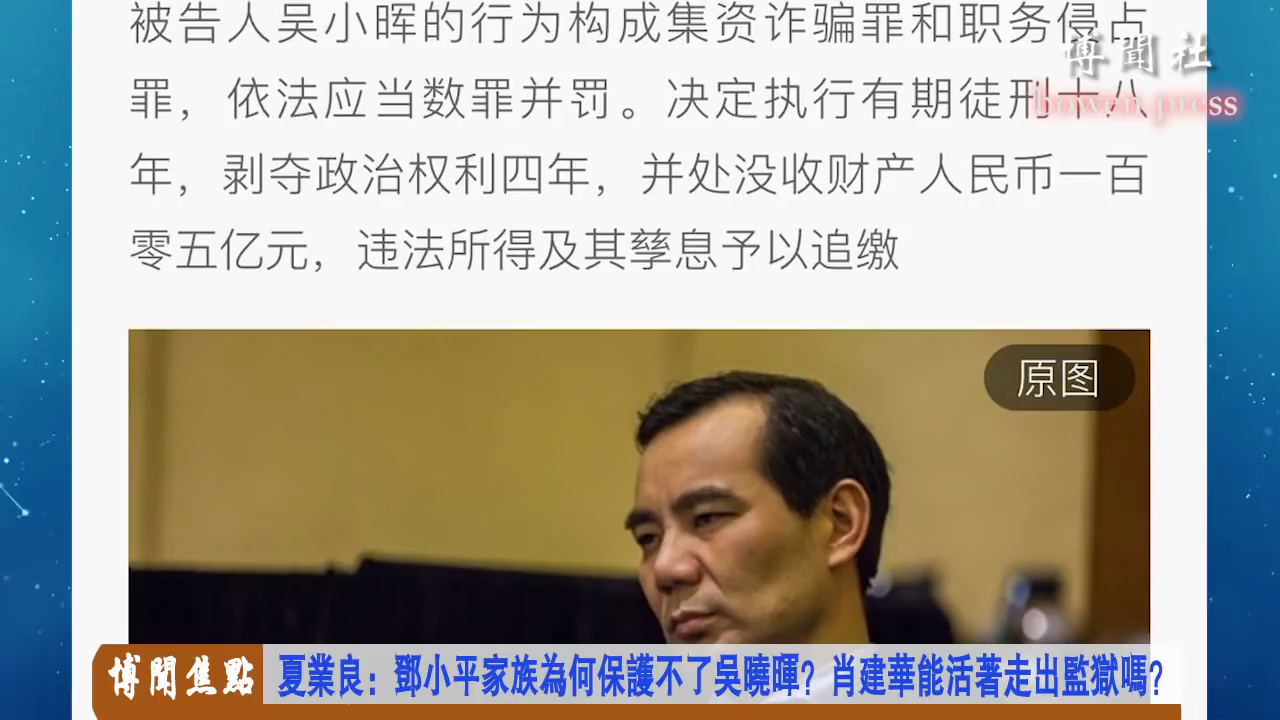 被告人吴小晖的行为构成集资诈骗罪和职务侵占
罪，依法应当数罪并罚。决定执行有期徒刑十八
年，剥夺政治权利四年，并处没收财产人民币一百
零五亿元，违法所得及其孳息予以追缴
博聞社
bowen.press
原图
博聞焦點
夏業良：鄧小平家族為何保護不了吳曉暉？肖建華能活著走出監獄嗎？